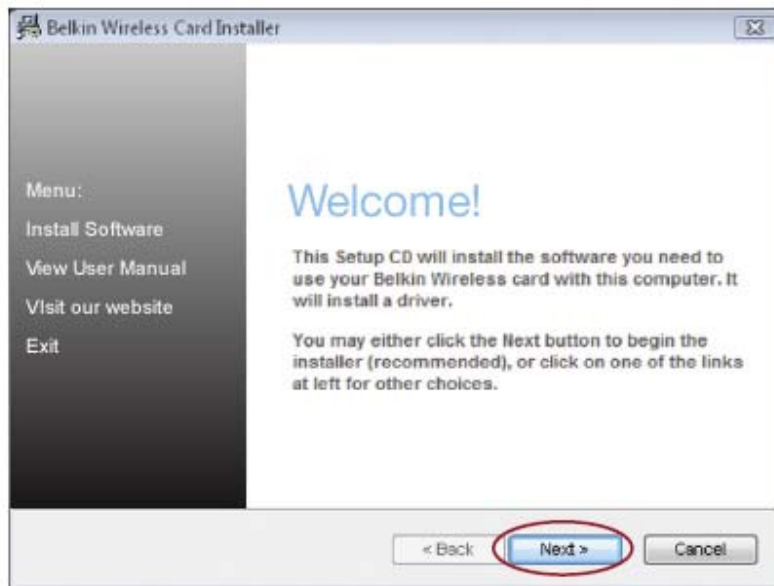 Belkin Wireless Card Installer
Menu:
Install Software
View User Manual
VIsit our website
Exit
Welcome!
This Setup CD will install the software you need to
use your Belkin Wireless card with this computer. It
will install a driver.
You may either click the Next button to begin the
installer (recommended), or click on one of the links
at left for other choices.
< Back
Next >
Cancel